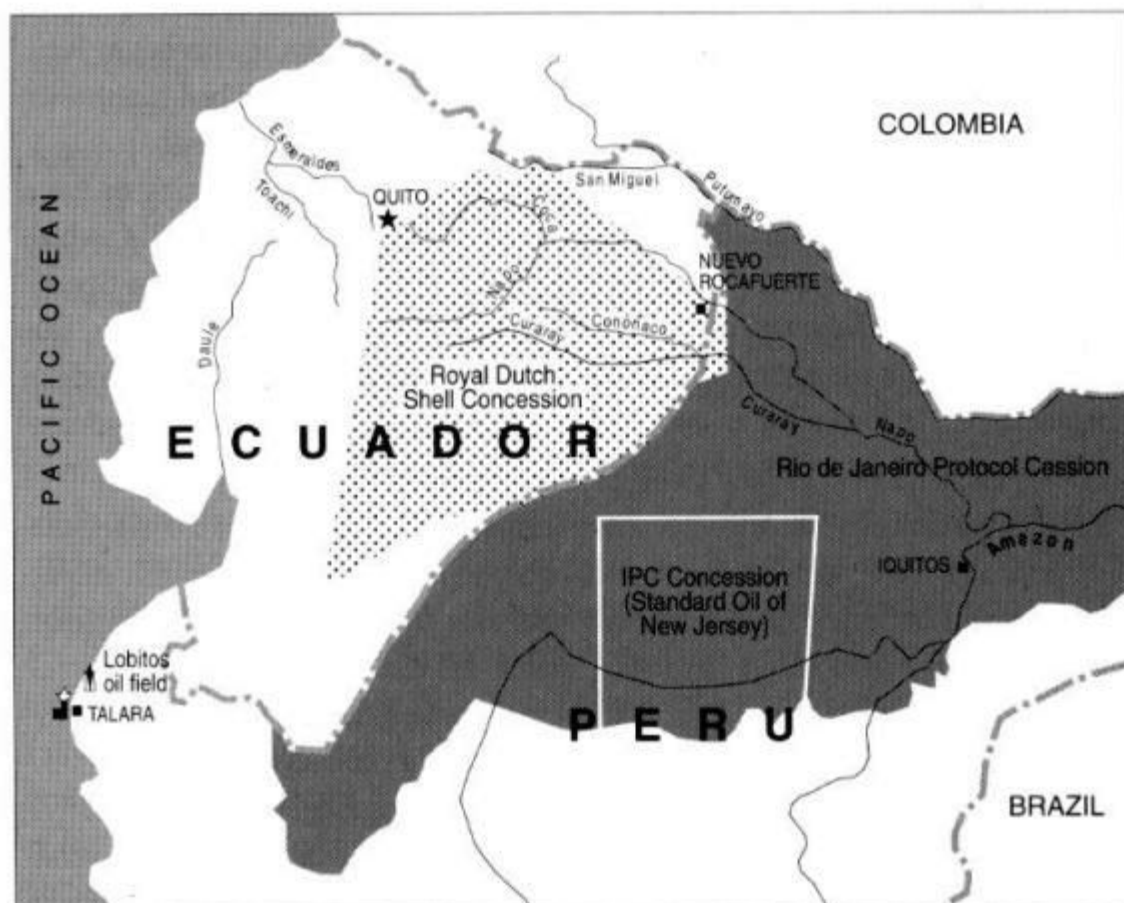 COLOMBIA
Esmeraldes
Toachi
QUITO
Coca
San Miguel
Putumayo
NUEVO
ROCAFUERTE
PACIFIC OCEAN
Daule
Napo
Curaray
Cononaco
Royal Dutch
Shell Concession
ECUADOR
Curaray
Napo
Rio de Janeiro Protocol Cession
Amazon
IQUITOS
IPC Concession
(Standard Oil of
New Jersey)
Lobitos
oil field
TALARA
PERU
BRAZIL